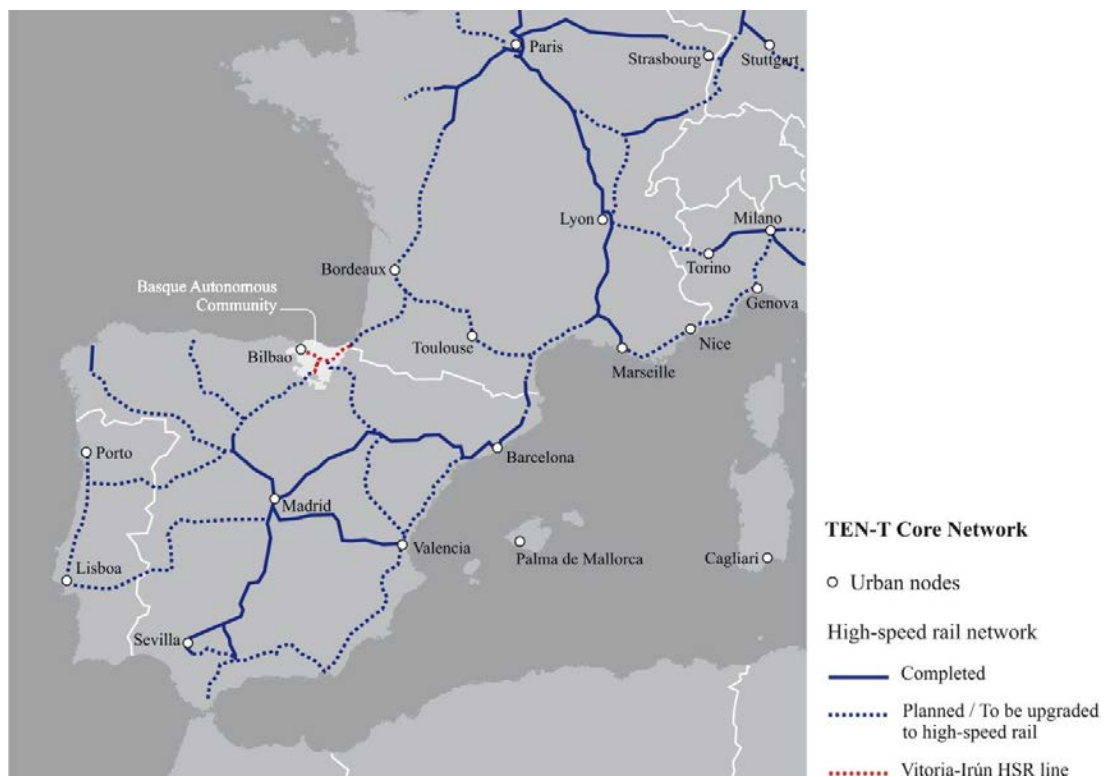 Paris
Strasbourg
Stuttgart
Lyon
Milano
Torino
Bordeaux
Genova
Basque Autonomous
Community
Toulouse
Nice
Bilbao
Marseille
Porto
Barcelona
Madrid
Valencia
Palma de Mallorca
Cagliari
Lisboa
Sevilla
TEN-T Core Network
Urban nodes
High-speed rail network
Completed
Planned / To be upgraded
to high-speed rail
Vitoria-Irún HSR line